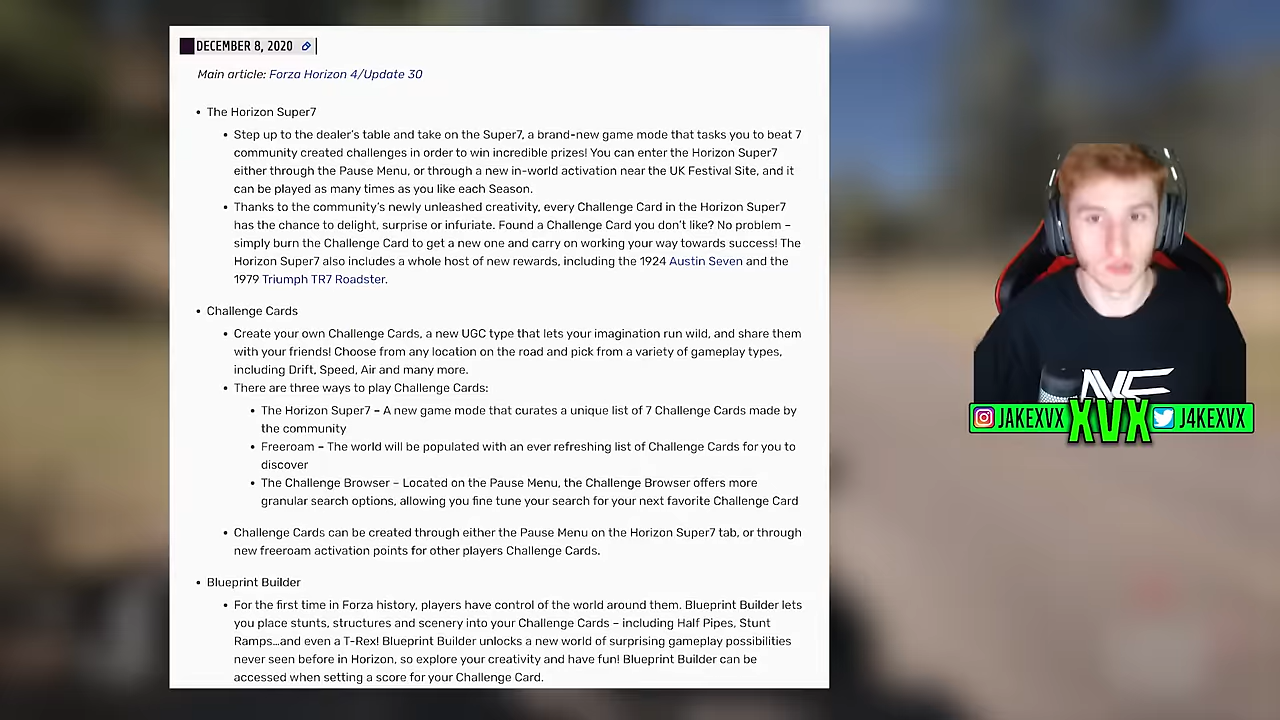 DECEMBER 8, 2020
Main article: Forza Horizon 4/Update 30
• The Horizon Super7
• Step up to the dealer's table and take on the Super7, a brand-new game mode that tasks you to beat 7
community created challenges in order to win incredible prizes! You can enter the Horizon Super7
either through the Pause Menu, or through a new in-world activation near the UK Festival Site, and it
can be played as many times as you like each Season.
• Thanks to the community's newly unleashed creativity, every Challenge Card in the Horizon Super7
has the chance to delight, surprise or infuriate. Found a Challenge Card you don't like? No problem –
simply burn the Challenge Card to get a new one and carry on working your way towards success! The
Horizon Super7 also includes a whole host of new rewards, including the 1924 Austin Seven and the
1979 Triumph TR7 Roadster.
• Challenge Cards
• Create your own Challenge Cards, a new UGC type that lets your imagination run wild, and share them
with your friends! Choose from any location on the road and pick from a variety of gameplay types,
including Drift, Speed, Air and many more.
• There are three ways to play Challenge Cards:
• The Horizon Super7 – A new game mode that curates a unique list of 7 Challenge Cards made by
the community
• Freeroam – The world will be populated with an ever refreshing list of Challenge Cards for you to
discover
• The Challenge Browser – Located on the Pause Menu, the Challenge Browser offers more
granular search options, allowing you fine tune your search for your next favorite Challenge Card
• Challenge Cards can be created through either the Pause Menu on the Horizon Super7 tab, or through
new freeroam activation points for other players Challenge Cards.
• Blueprint Builder
• For the first time in Forza history, players have control of the world around them. Blueprint Builder lets
you place stunts, structures and scenery into your Challenge Cards – including Half Pipes, Stunt
Ramps...and even a T-Rex! Blueprint Builder unlocks a new world of surprising gameplay possibilities
never seen before in Horizon, so explore your creativity and have fun! Blueprint Builder can be
accessed when setting a score for your Challenge Card.
JAKEXVX XVX J4KEXVX